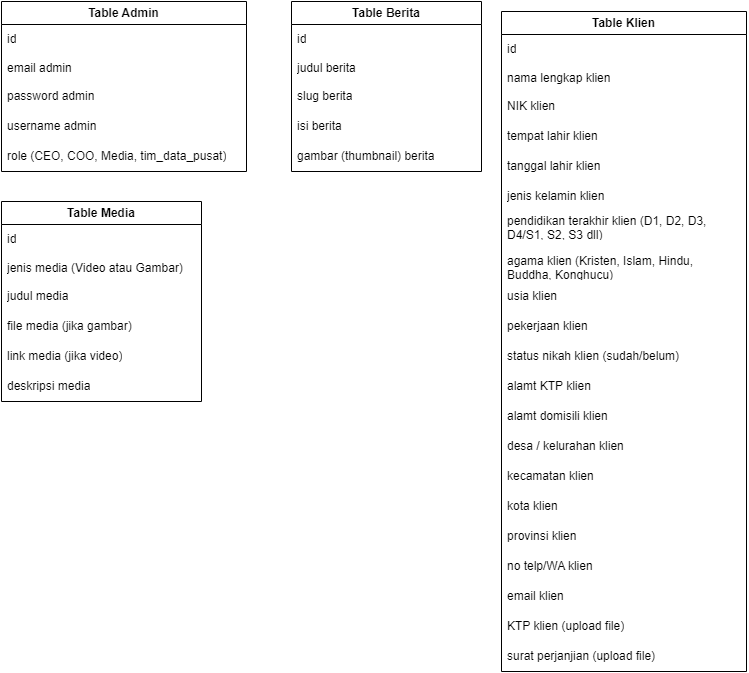 Table Admin
id
email admin
password admin
username admin
role (CEO, COO, Media, tim_data_pusat)
Table Berita
id
judul berita
slug berita
isi berita
gambar (thumbnail) berita
Table Klien
id
nama lengkap klien
NIK klien
tempat lahir klien
tanggal lahir klien
jenis kelamin klien
pendidikan terakhir klien (D1, D2, D3,
D4/S1, S2, S3 dll)
agama klien (Kristen, Islam, Hindu,
Buddha, Konghucu)
usia klien
pekerjaan klien
status nikah klien (sudah/belum)
alamt KTP klien
alamt domisili klien
desa / kelurahan klien
kecamatan klien
kota klien
provinsi klien
no telp/WA klien
email klien
KTP klien (upload file)
surat perjanjian (upload file)
Table Media
id
jenis media (Video atau Gambar)
judul media
file media (jika gambar)
link media (jika video)
deskripsi media